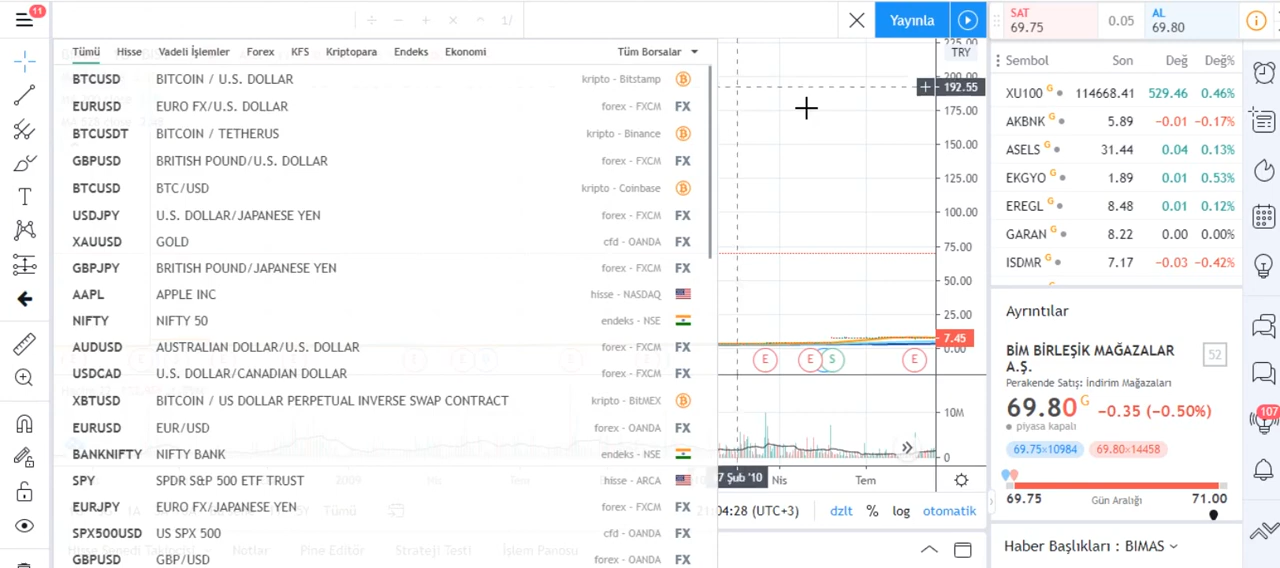 11
Yayınla
SAT
69.75
0.05
AL
69.80
Tümü Hisse Vadeli İşlemler Forex KFS Kriptopara Endeks Ekonomi Tüm Borsalar
BTCUSD BITCOIN / U.S. DOLLAR kripto - Bitstamp
EURUSD EURO FX/U.S. DOLLAR forex - FXCM FX
BTCUSDT BITCOIN / TETHERUS kripto - Binance
GBPUSD BRITISH POUND/U.S. DOLLAR forex - FXCM FX
BTCUSD BTC/USD kripto - Coinbase
USDJPY U.S. DOLLAR/JAPANESE YEN forex - FXCM FX
XAUUSD GOLD cfd - OANDA FX
GBPJPY BRITISH POUND/JAPANESE YEN forex - FXCM FX
AAPL APPLE INC hisse - NASDAQ
NIFTY NIFTY 50 endeks - NSE
AUDUSD AUSTRALIAN DOLLAR/U.S. DOLLAR forex - FXCM FX
USDCAD U.S. DOLLAR/CANADIAN DOLLAR forex - FXCM FX
XBTUSD BITCOIN / US DOLLAR PERPETUAL INVERSE SWAP CONTRACT kripto - BitMEX
EURUSD EUR/USD forex - OANDA FX
BANKNIFTY NIFTY BANK endeks - NSE
SPY SPDR S&P 500 ETF TRUST hisse - ARCA
EURJPY EURO FX/JAPANESE YEN forex - FXCM FX
SPX500USD US SPX 500 cfd - OANDA FX
GBPUSD GBP/USD forex - OANDA FX
Notlar Pine Editör Strateji Testi İşlem Panosu
225.00
TRY
200.00
192.55
175.00
150.00
125.00
100.00
75.00
50.00
25.00
7.45
0.00
E E S E
10M
0
7 Şub '10 Nis Tem
21:04:28 (UTC+3) dzlt % log otomatik
Sembol Son Değ Değ%
XU100 G 114668.41 529.46 0.46%
AKBNK G 5.89 -0.01 -0.17%
ASELS G 31.44 0.04 0.13%
EKGYO G 1.89 0.01 0.53%
EREGL G 8.48 0.01 0.12%
GARAN G 8.22 0.00 0.00%
ISDMR G 7.17 -0.03 -0.42%
Ayrıntılar
BİM BİRLEŞİK MAĞAZALAR A.Ş.
52
Perakende Satış: İndirim Mağazaları
69.80 G -0.35 (-0.50%)
piyasa kapalı
69.75×10984 69.80×14458
69.75 Gün Aralığı 71.00
Haber Başlıkları : BIMAS
107